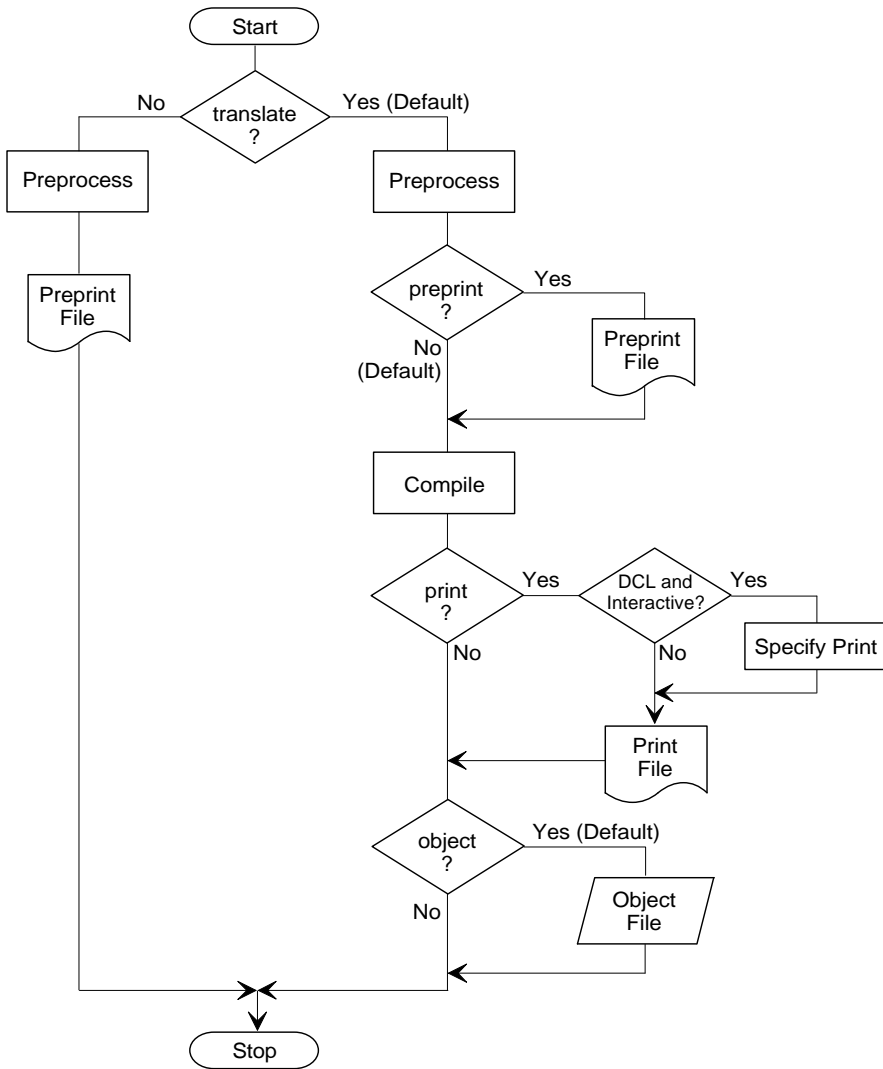 Start
No
translate
?
Yes (Default)
Preprocess
Preprocess
Preprint
File
preprint
?
Yes
No
(Default)
Preprint
File
Compile
print
?
Yes
No
DCL and
Interactive?
Yes
No
Specify Print
Print
File
object
?
Yes (Default)
No
Object
File
Stop